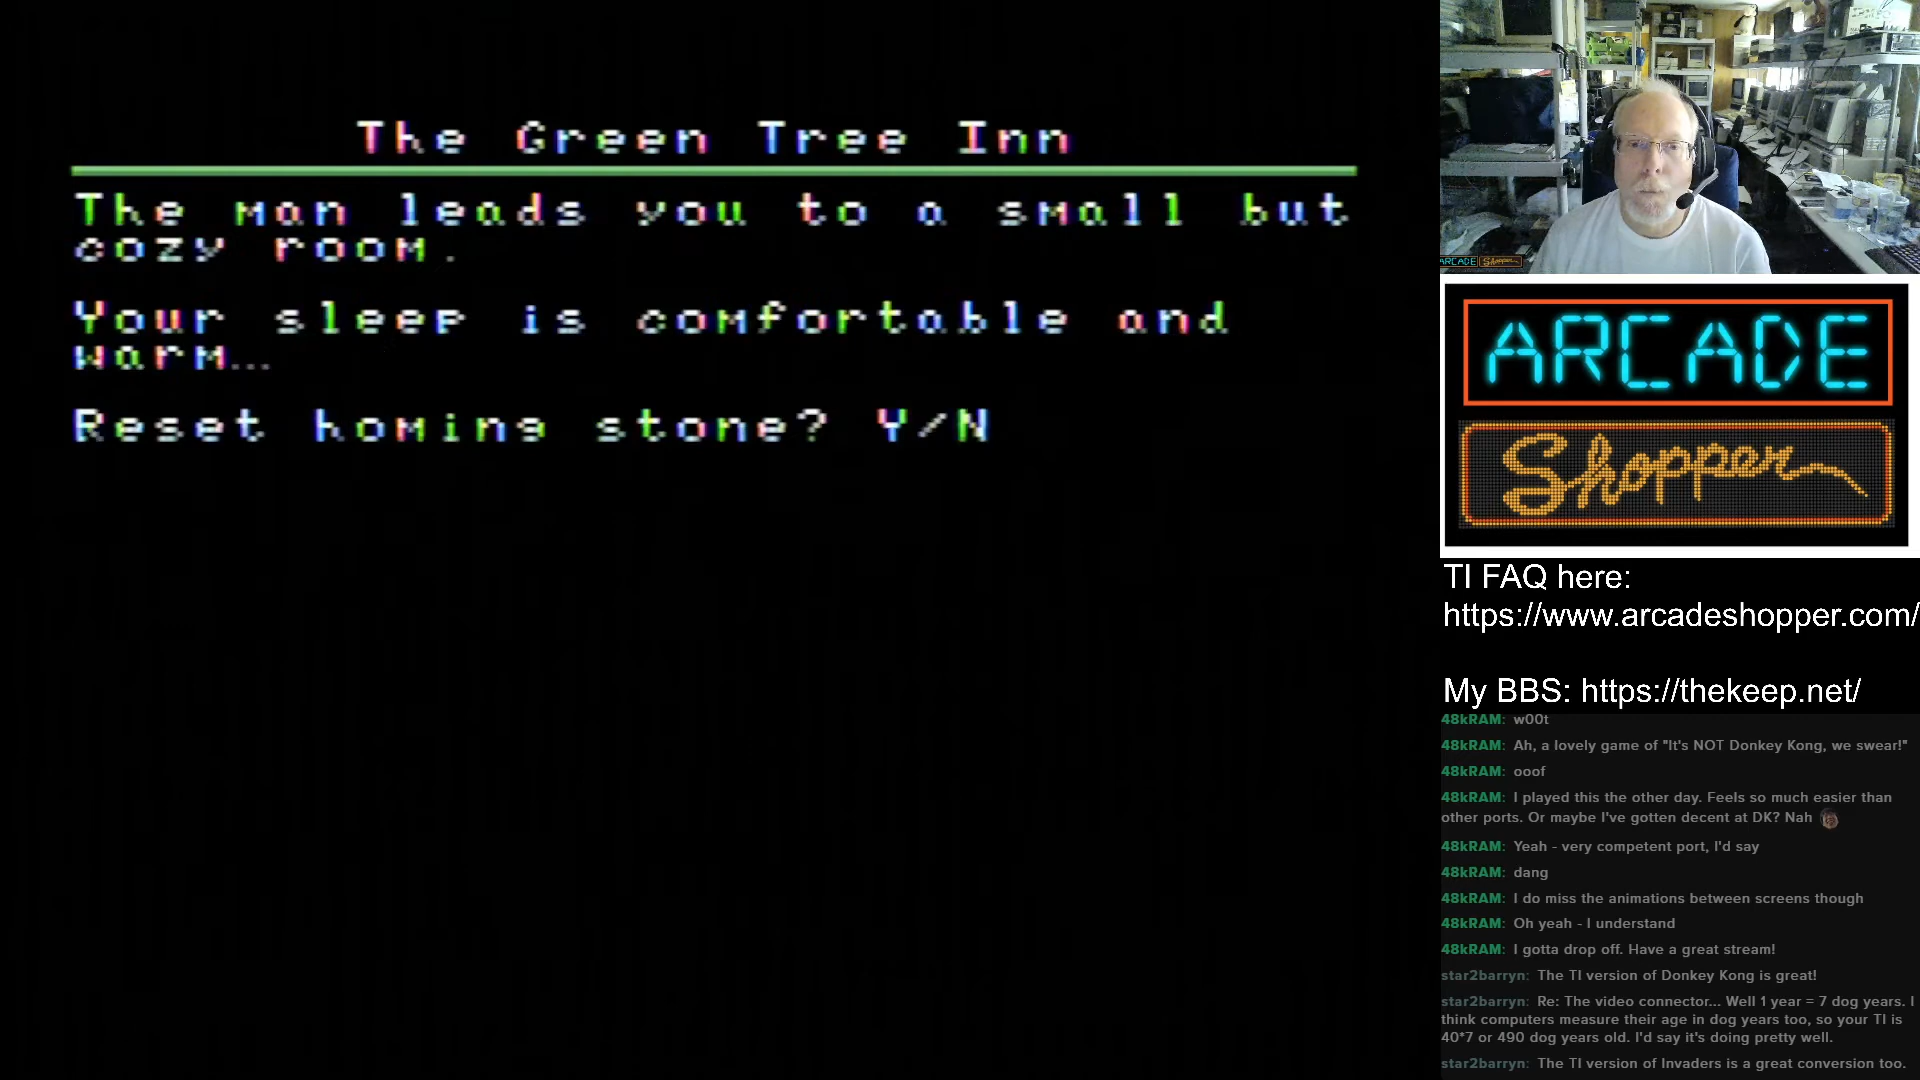 The Green Tree Inn
The man leads you to a small but
cozy room.
Your sleep is comfortable and
warm...
Reset homing stone? Y/N
ARCADE Shopper
ARCADE
Shopper
TI FAQ here:
https://www.arcadeshopper.com/
My BBS: https://thekeep.net/
48kRAM: w00t
48kRAM: Ah, a lovely game of "It's NOT Donkey Kong, we swear!"
48kRAM: ooof
48kRAM: I played this the other day. Feels so much easier than
other ports. Or maybe I've gotten decent at DK? Nah
48kRAM: Yeah - very competent port, I'd say
48kRAM: dang
48kRAM: I do miss the animations between screens though
48kRAM: Oh yeah - I understand
48kRAM: I gotta drop off. Have a great stream!
star2barryn: The TI version of Donkey Kong is great!
star2barryn: Re: The video connector... Well 1 year = 7 dog years. I
think computers measure their age in dog years too, so your TI is
40*7 or 490 dog years old. I'd say it's doing pretty well.
star2barryn: The TI version of Invaders is a great conversion too.